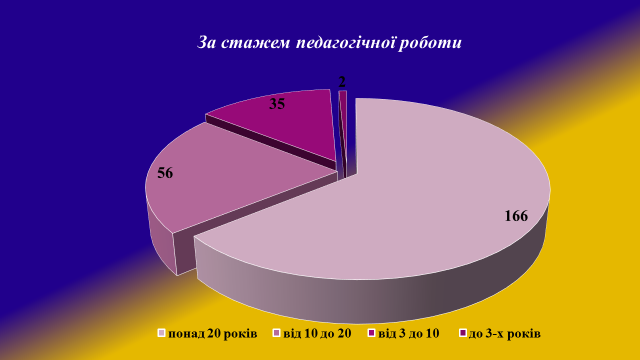 За стажем педагогічної роботи
2
35
56
166
понад 20 років від 10 до 20 від 3 до 10 до 3-х років